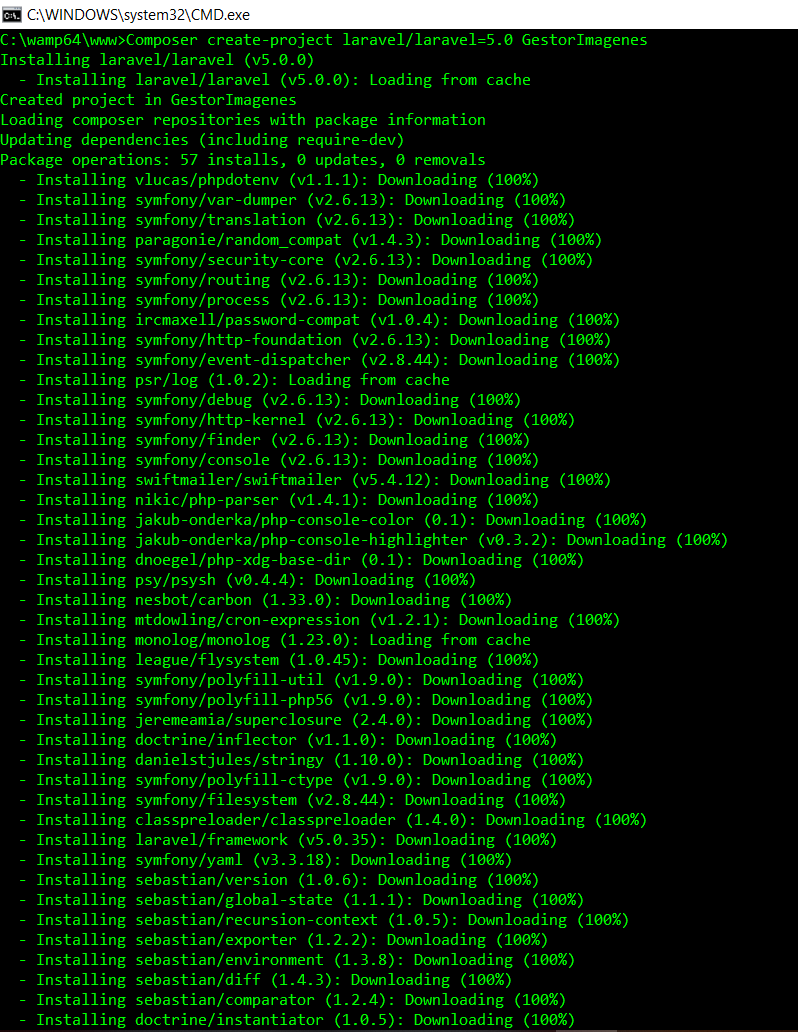 C:\WINDOWS\system32\CMD.exe
C:\wamp64\www>Composer create-project laravel/laravel=5.0 GestorImagenes
Installing laravel/laravel (v5.0.0)
  - Installing laravel/laravel (v5.0.0): Loading from cache
Created project in GestorImagenes
Loading composer repositories with package information
Updating dependencies (including require-dev)
Package operations: 57 installs, 0 updates, 0 removals
  - Installing vlucas/phpdotenv (v1.1.1): Downloading (100%)
  - Installing symfony/var-dumper (v2.6.13): Downloading (100%)
  - Installing symfony/translation (v2.6.13): Downloading (100%)
  - Installing paragonie/random_compat (v1.4.3): Downloading (100%)
  - Installing symfony/security-core (v2.6.13): Downloading (100%)
  - Installing symfony/routing (v2.6.13): Downloading (100%)
  - Installing symfony/process (v2.6.13): Downloading (100%)
  - Installing ircmaxell/password-compat (v1.0.4): Downloading (100%)
  - Installing symfony/http-foundation (v2.6.13): Downloading (100%)
  - Installing symfony/event-dispatcher (v2.8.44): Downloading (100%)
  - Installing psr/log (1.0.2): Loading from cache
  - Installing symfony/debug (v2.6.13): Downloading (100%)
  - Installing symfony/http-kernel (v2.6.13): Downloading (100%)
  - Installing symfony/finder (v2.6.13): Downloading (100%)
  - Installing symfony/console (v2.6.13): Downloading (100%)
  - Installing swiftmailer/swiftmailer (v5.4.12): Downloading (100%)
  - Installing nikic/php-parser (v1.4.1): Downloading (100%)
  - Installing jakub-onderka/php-console-color (0.1): Downloading (100%)
  - Installing jakub-onderka/php-console-highlighter (v0.3.2): Downloading (100%)
  - Installing dnoegel/php-xdg-base-dir (0.1): Downloading (100%)
  - Installing psy/psysh (v0.4.4): Downloading (100%)
  - Installing nesbot/carbon (1.33.0): Downloading (100%)
  - Installing mtdowling/cron-expression (v1.2.1): Downloading (100%)
  - Installing monolog/monolog (1.23.0): Loading from cache
  - Installing league/flysystem (1.0.45): Downloading (100%)
  - Installing symfony/polyfill-util (v1.9.0): Downloading (100%)
  - Installing symfony/polyfill-php56 (v1.9.0): Downloading (100%)
  - Installing jeremeamia/superclosure (2.4.0): Downloading (100%)
  - Installing doctrine/inflector (v1.1.0): Downloading (100%)
  - Installing danielstjules/stringy (1.10.0): Downloading (100%)
  - Installing symfony/polyfill-ctype (v1.9.0): Downloading (100%)
  - Installing symfony/filesystem (v2.8.44): Downloading (100%)
  - Installing classpreloader/classpreloader (1.4.0): Downloading (100%)
  - Installing laravel/framework (v5.0.35): Downloading (100%)
  - Installing symfony/yaml (v3.3.18): Downloading (100%)
  - Installing sebastian/version (1.0.6): Downloading (100%)
  - Installing sebastian/global-state (1.1.1): Downloading (100%)
  - Installing sebastian/recursion-context (1.0.5): Downloading (100%)
  - Installing sebastian/exporter (1.2.2): Downloading (100%)
  - Installing sebastian/environment (1.3.8): Downloading (100%)
  - Installing sebastian/diff (1.4.3): Downloading (100%)
  - Installing sebastian/comparator (1.2.4): Downloading (100%)
  - Installing doctrine/instantiator (1.0.5): Downloading (100%)